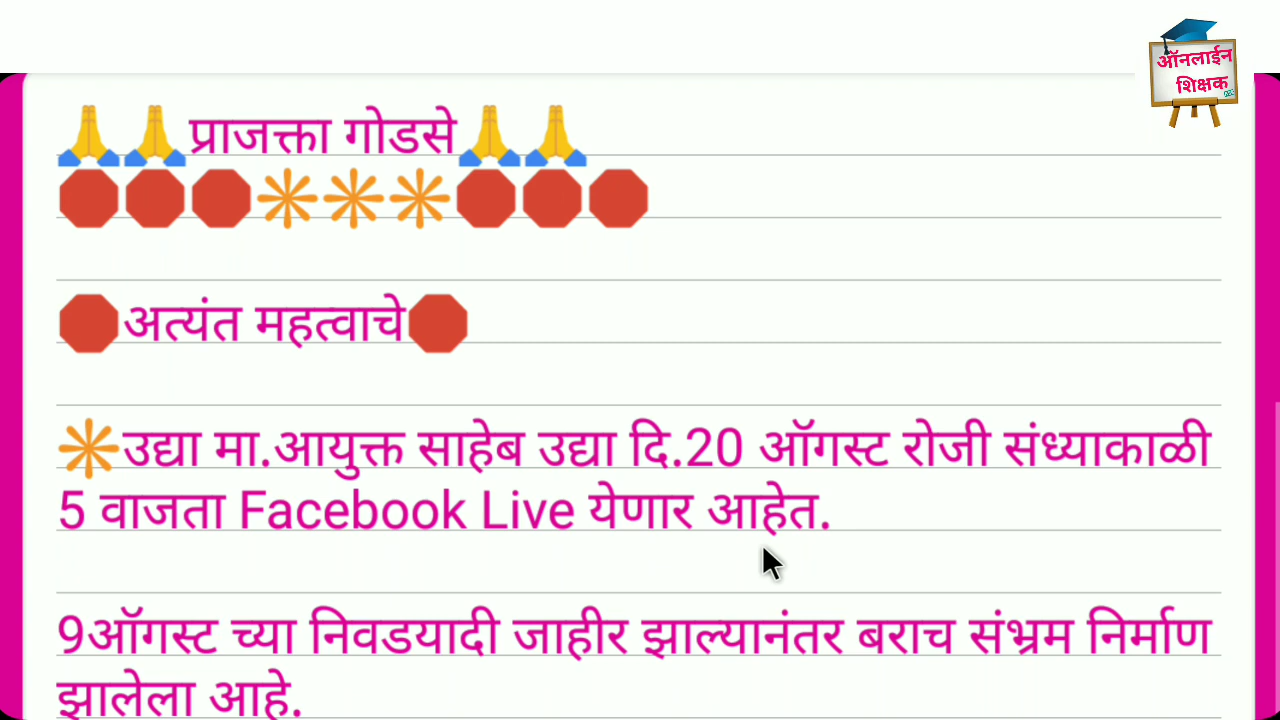 ऑनलाईन
शिक्षक
🙏🙏प्राजक्ता गोडसे🙏🙏
🛑🛑🛑✳✳✳🛑🛑🛑
🛑अत्यंत महत्वाचे🛑
✳उद्या मा.आयुक्त साहेब उद्या दि.20 ऑगस्ट रोजी संध्याकाळी
5 वाजता Facebook Live येणार आहेत.
9ऑगस्ट च्या निवडयादी जाहीर झाल्यानंतर बराच संभ्रम निर्माण
झालेला आहे.